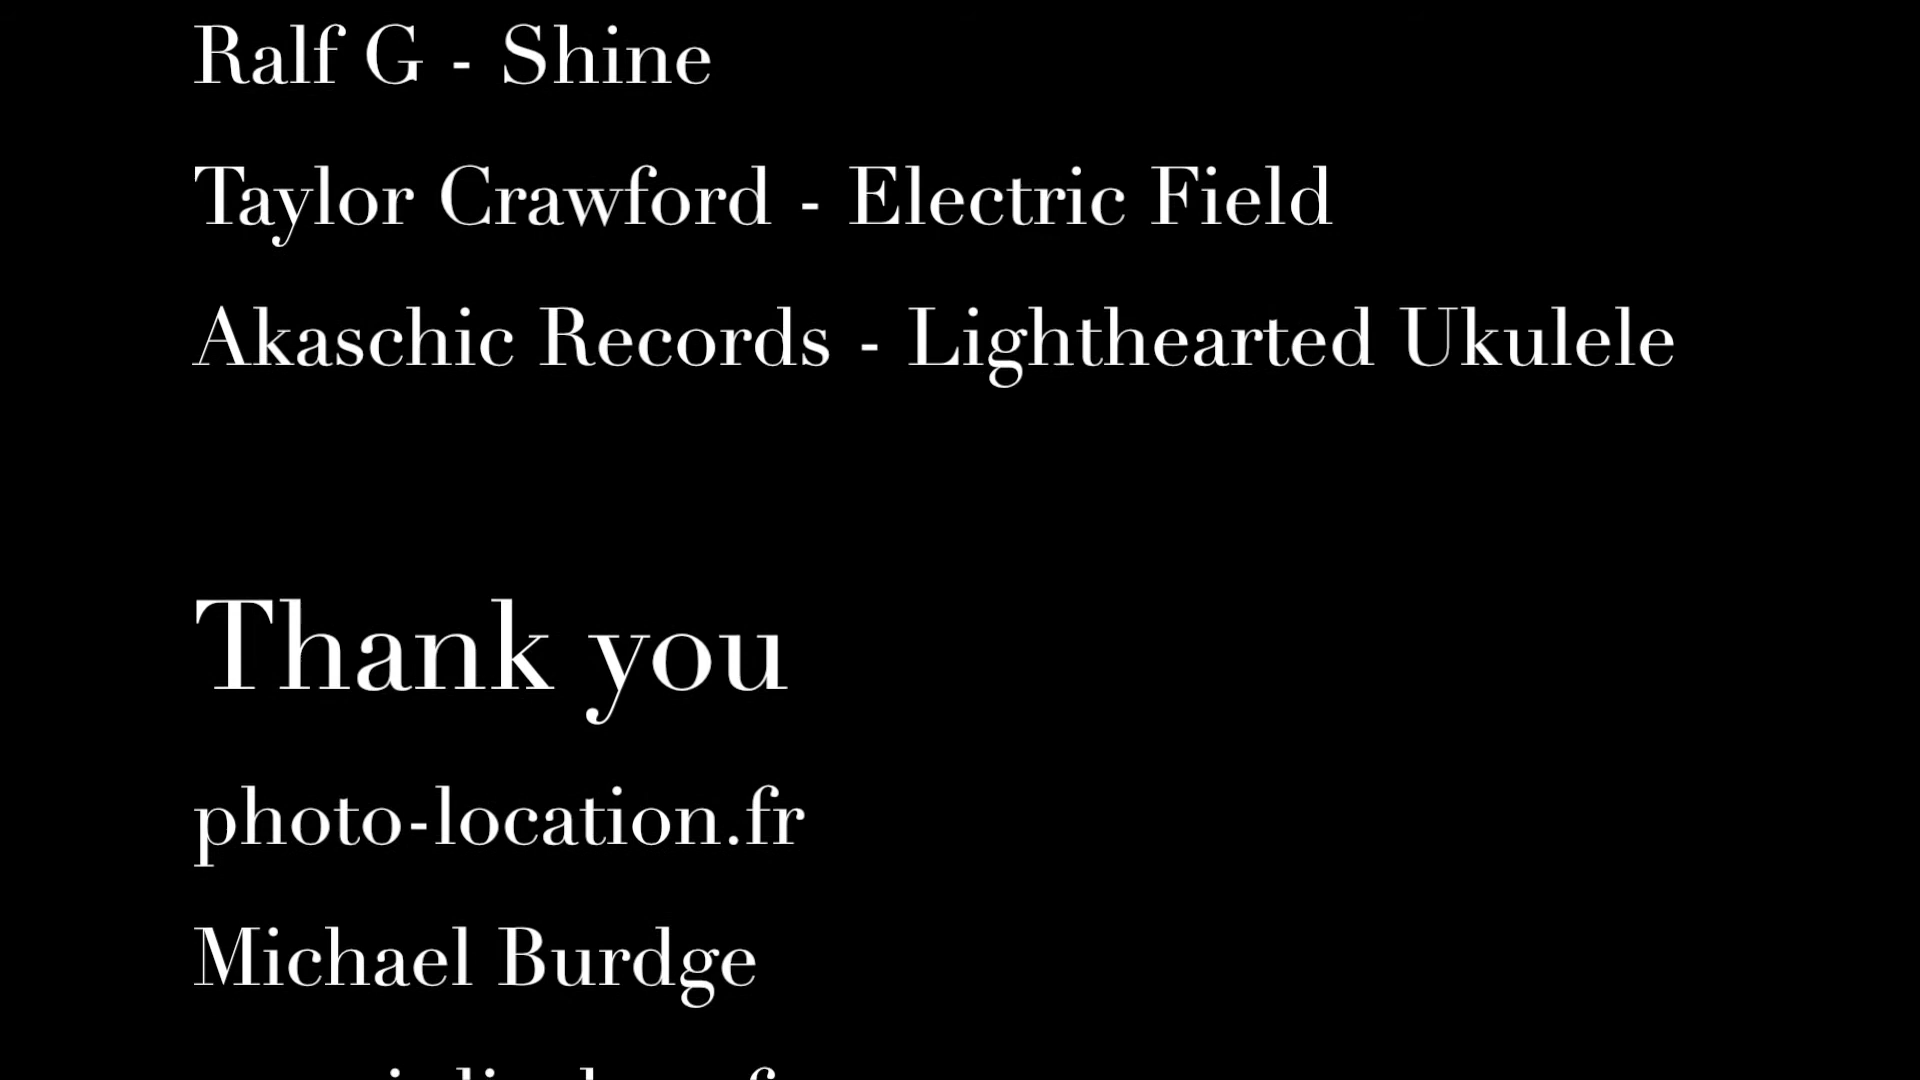 Ralf G - Shine
Taylor Crawford - Electric Field
Akaschic Records - Lighthearted Ukulele
Thank you
photo-location.fr
Michael Burdge